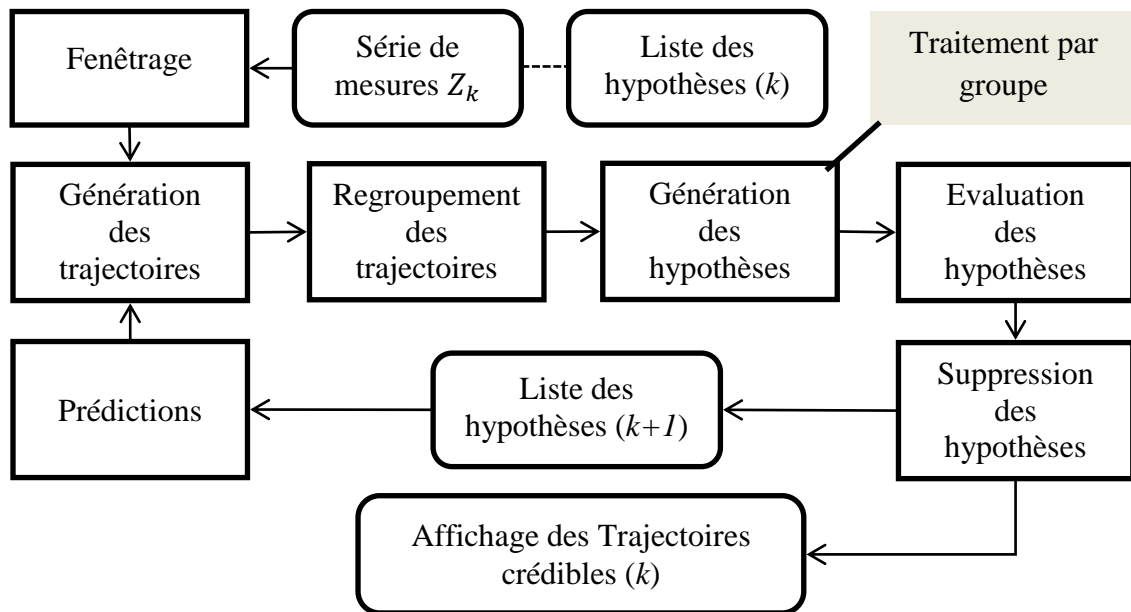 Fenêtrage
Série de
mesures Z_k
Liste des
hypothèses (k)
Traitement par
groupe
Génération
des
trajectoires
Regroupement
des
trajectoires
Génération
des
hypothèses
Evaluation
des
hypothèses
Prédictions
Liste des
hypothèses (k+1)
Suppression
des
hypothèses
Affichage des Trajectoires
crédibles (k)